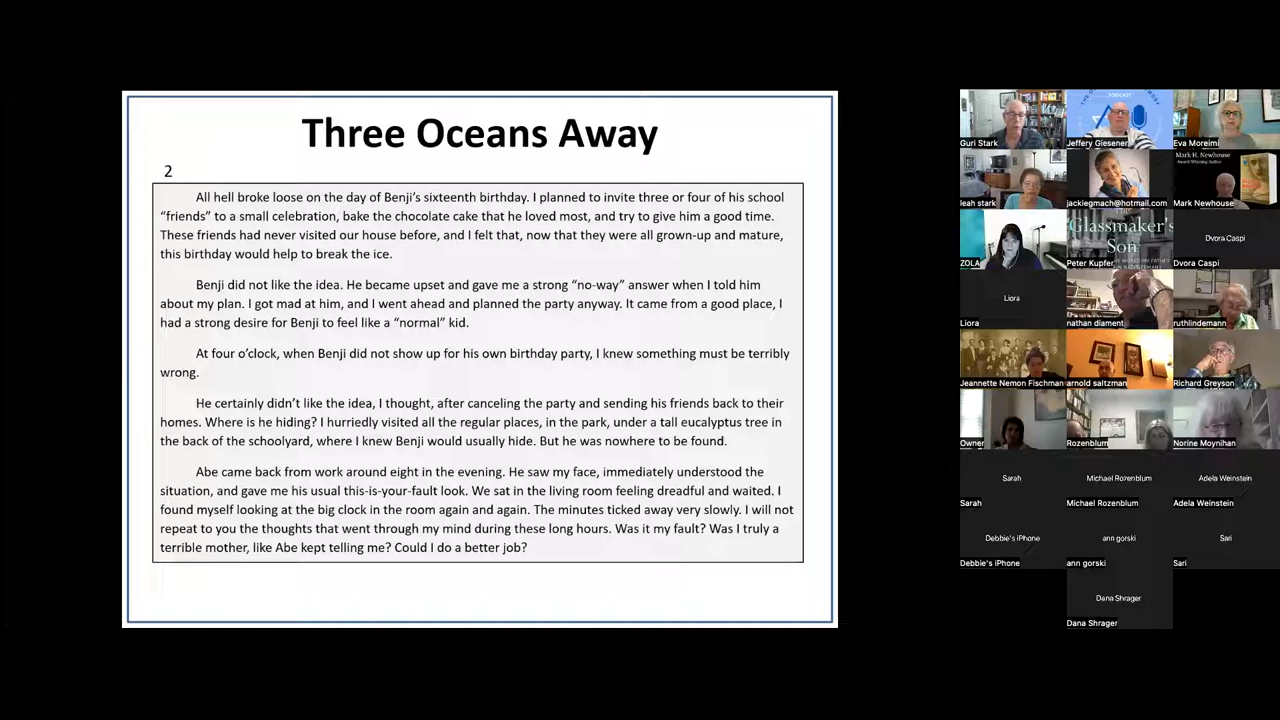 Three Oceans Away
2
All hell broke loose on the day of Benji's sixteenth birthday. I planned to invite three or four of his school
"friends" to a small celebration, bake the chocolate cake that he loved most, and try to give him a good time.
These friends had never visited our house before, and I felt that, now that they were all grown-up and mature,
this birthday would help to break the ice.
Benji did not like the idea. He became upset and gave me a strong "no-way" answer when I told him
about my plan. I got mad at him, and I went ahead and planned the party anyway. It came from a good place, I
had a strong desire for Benji to feel like a "normal" kid.
At four o'clock, when Benji did not show up for his own birthday party, I knew something must be terribly
wrong.
He certainly didn't like the idea, I thought, after canceling the party and sending his friends back to their
homes. Where is he hiding? I hurriedly visited all the regular places, in the park, under a tall eucalyptus tree in
the back of the schoolyard, where I knew Benji would usually hide. But he was nowhere to be found.
Abe came back from work around eight in the evening. He saw my face, immediately understood the
situation, and gave me his usual this-is-your-fault look. We sat in the living room feeling dreadful and waited. I
found myself looking at the big clock in the room again and again. The minutes ticked away very slowly. I will not
repeat to you the thoughts that went through my mind during these long hours. Was it my fault? Was I truly a
terrible mother, like Abe kept telling me? Could I do a better job?
Guri Stark
PODCAST
Jeffery Giesener
Eva Moreimi
leah stark
jackiegmach@hotmail.com
Mark H. Newhouse
Award Winning Author
Mark Newhouse
ZOLA
Glassmaker's
Son
Peter Kupfer
Dvora Caspi
Dvora Caspi
Liora
Liora
nathan diament
ruthlindemann
Jeannette Nemon Fischman
arnold saltzman
Richard Greyson
Owner
Rozenblum
Norine Moynihan
Sarah
Michael Rozenblum
Adela Weinstein
Sarah
Michael Rozenblum
Adela Weinstein
Debbie's iPhone
ann gorski
Sari
Debbie's iPhone
ann gorski
Sari
Dana Shrager
Dana Shrager